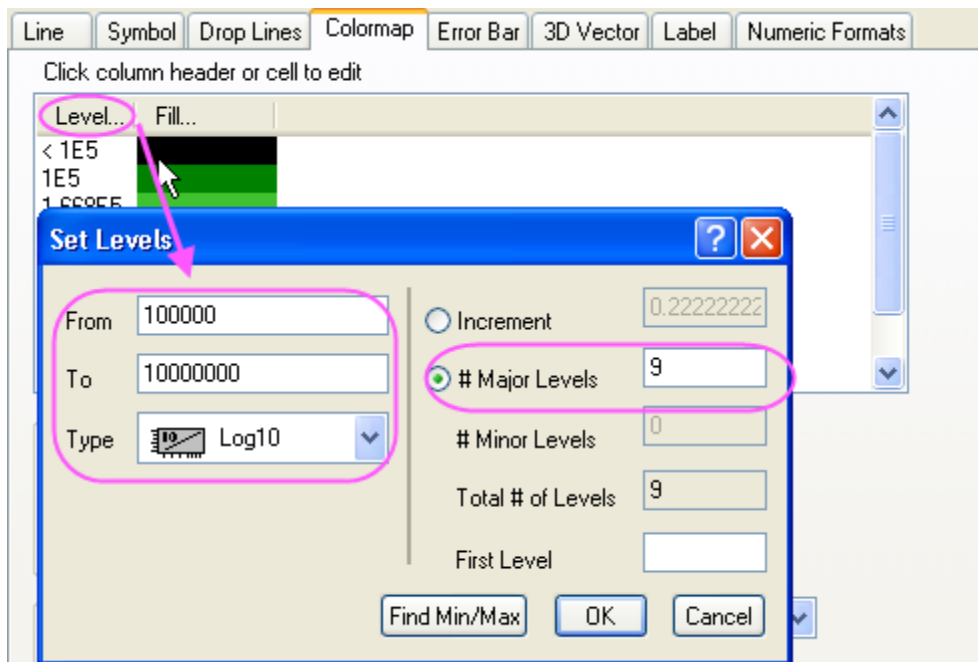 Line Symbol Drop Lines Colormap Error Bar 3D Vector Label Numeric Formats
Click column header or cell to edit
Level... Fill...
< 1E5
1E5
1.668E5
Set Levels ?
From 100000
To 10000000
Type Log10
Increment 0.22222222
# Major Levels 9
# Minor Levels 0
Total # of Levels 9
First Level
Find Min/Max OK Cancel